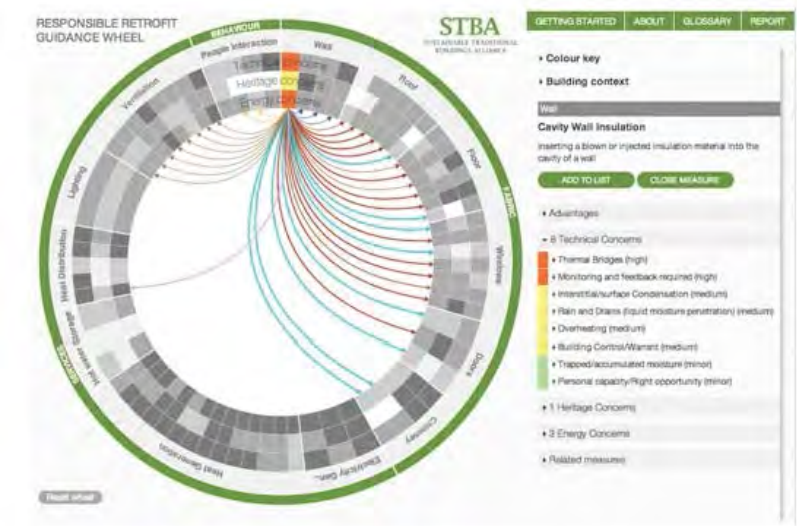 RESPONSIBLE RETROFIT
GUIDANCE WHEEL
STBA
SUSTAINABLE TRADITIONAL
BUILDINGS ALLIANCE
GETTING STARTED
ABOUT
GLOSSARY
REPORT
Colour key
Building context
Wall
Cavity Wall Insulation
Inserting a blown or injected insulation material into the
cavity of a wall
ADD TO LIST
CLOSE MEASURE
Advantages
8 Technical Concerns
Thermal Bridges (high)
Monitoring and feedback required (high)
Interstitial/surface Condensation (medium)
Rain and Drains (liquid moisture penetration) (medium)
Overheating (medium)
Building Control/Warrant (medium)
Trapped/accumulated moisture (minor)
Personal capacity/Right opportunity (minor)
1 Heritage Concerns
3 Energy Concerns
Related measures
BEHAVIOUR
People Interaction
Wall
Technical concerns
Heritage concerns
Energy concerns
Roof
Floor
FABRIC
Windows
Doors
Chimney
Electricity Gen...
Heat Generation
Hot water Storage
SERVICES
Heat Distribution
Lighting
Ventilation
Reset wheel